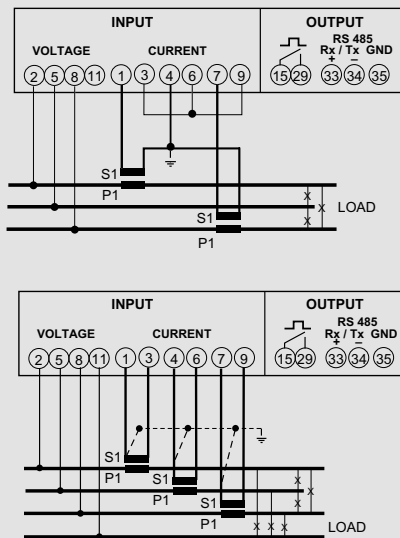 INPUT OUTPUT
VOLTAGE CURRENT RS 485
Rx / Tx GND
+ −
2 5 8 11 1 3 4 6 7 9 15 29 33 34 35
S1
P1
S1
P1
LOAD
INPUT OUTPUT
VOLTAGE CURRENT RS 485
Rx / Tx GND
+ −
2 5 8 11 1 3 4 6 7 9 15 29 33 34 35
S1
P1
S1
P1
S1
P1
LOAD